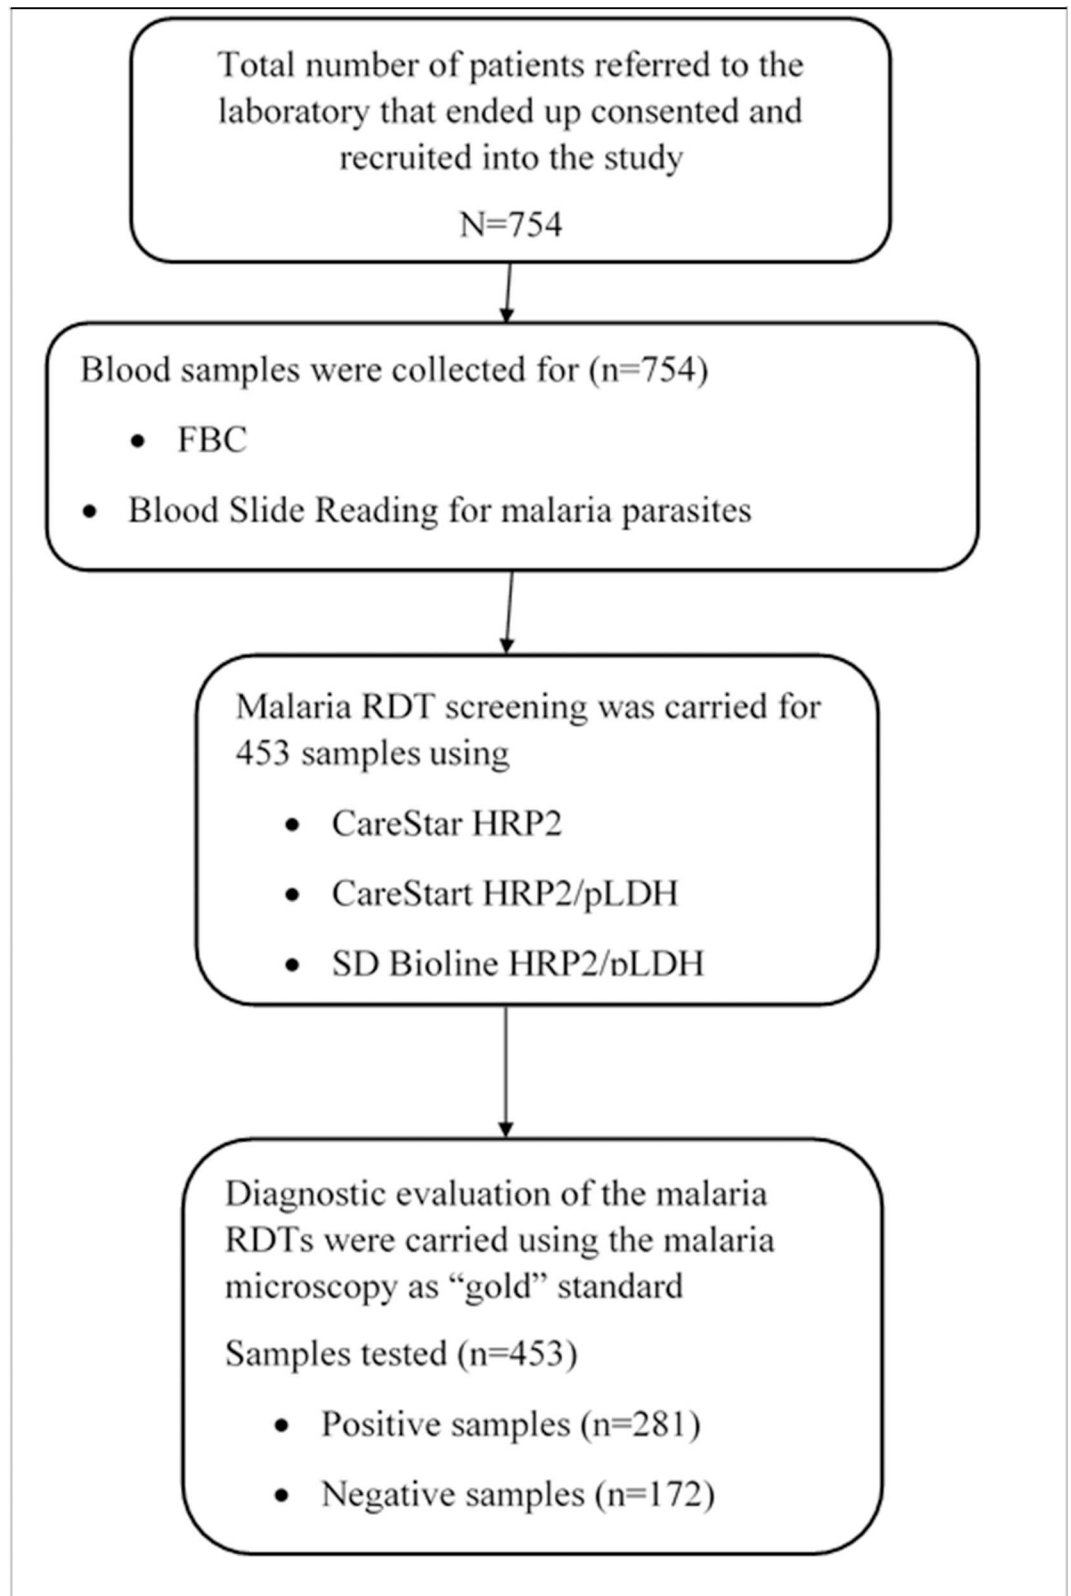 Total number of patients referred to the
laboratory that ended up consented and
recruited into the study
N=754
Blood samples were collected for (n=754)
• FBC
• Blood Slide Reading for malaria parasites
Malaria RDT screening was carried for
453 samples using
• CareStar HRP2
• CareStart HRP2/pLDH
• SD Bioline HRP2/pLDH
Diagnostic evaluation of the malaria
RDTs were carried using the malaria
microscopy as “gold” standard
Samples tested (n=453)
• Positive samples (n=281)
• Negative samples (n=172)